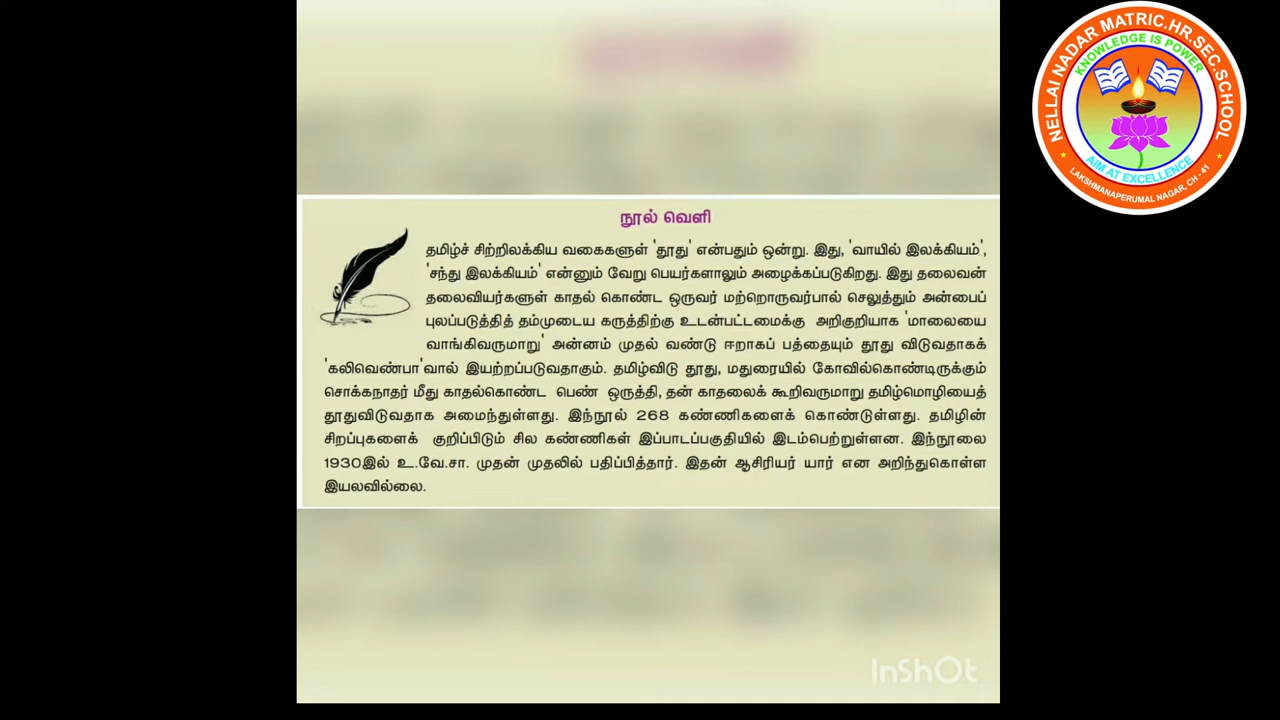 நூல் வெளி
தமிழ்ச் சிற்றிலக்கிய வகைகளுள் 'தூது' என்பதும் ஒன்று. இது, 'வாயில் இலக்கியம்',
'சந்து இலக்கியம்' என்னும் வேறு பெயர்களாலும் அழைக்கப்படுகிறது. இது தலைவன்
தலைவியர்களுள் காதல் கொண்ட ஒருவர் மற்றொருவர்பால் செலுத்தும் அன்பைப்
புலப்படுத்தித் தம்முடைய கருத்திற்கு உடன்பட்டமைக்கு அறிகுறியாக 'மாலையை
வாங்கிவருமாறு' அன்னம் முதல் வண்டு ஈறாகப் பத்தையும் தூது விடுவதாகக்
'கலிவெண்பா'வால் இயற்றப்படுவதாகும். தமிழ்விடு தூது, மதுரையில் கோவில்கொண்டிருக்கும்
சொக்கநாதர் மீது காதல்கொண்ட பெண் ஒருத்தி, தன் காதலைக் கூறிவருமாறு தமிழ்மொழியைத்
தூதுவிடுவதாக அமைந்துள்ளது. இந்நூல் 268 கண்ணிகளைக் கொண்டுள்ளது. தமிழின்
சிறப்புகளைக் குறிப்பிடும் சில கண்ணிகள் இப்பாடப்பகுதியில் இடம்பெற்றுள்ளன. இந்நூலை
1930இல் உ.வே.சா. முதன் முதலில் பதிப்பித்தார். இதன் ஆசிரியர் யார் என அறிந்துகொள்ள
இயலவில்லை.
NELLAI NADAR MATRIC.HR.SEC.SCHOOL
KNOWLEDGE IS POWER
AIM AT EXCELLENCE
LAKSHMANAPERUMAL NAGAR, CH - 41
InShOt